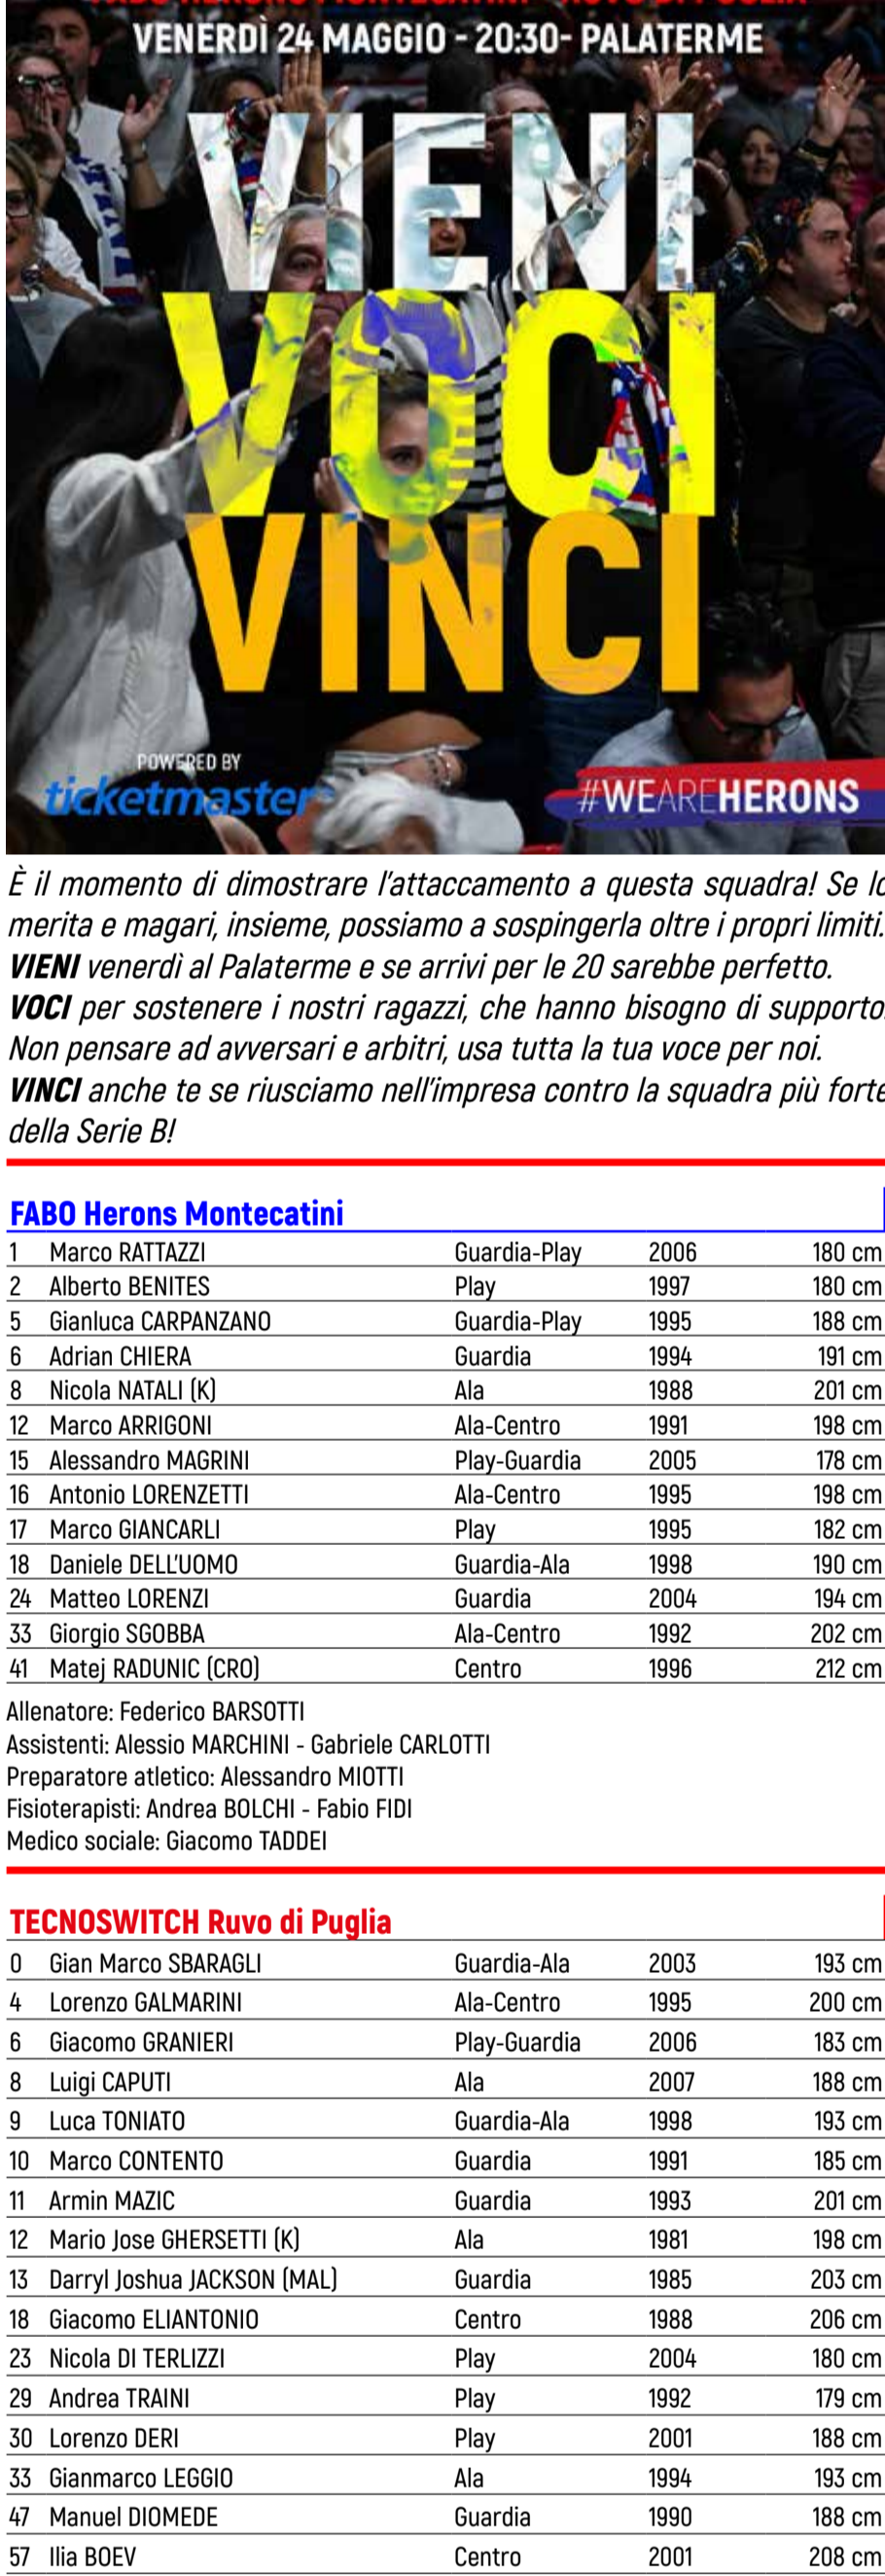 VENERDÌ 24 MAGGIO - 20:30- PALATERME
VIENI
VOCI
VINCI
POWERED BY
ticketmaster
#WEAREHERONS
È il momento di dimostrare l'attaccamento a questa squadra! Se lo
merita e magari, insieme, possiamo a sospingerla oltre i propri limiti.
VIENI venerdì al Palaterme e se arrivi per le 20 sarebbe perfetto.
VOCI per sostenere i nostri ragazzi, che hanno bisogno di supporto.
Non pensare ad avversari e arbitri, usa tutta la tua voce per noi.
VINCI anche te se riusciamo nell'impresa contro la squadra più forte
della Serie B!
FABO Herons Montecatini
1 Marco RATTAZZI Guardia-Play 2006 180 cm
2 Alberto BENITES Play 1997 180 cm
5 Gianluca CARPANZANO Guardia-Play 1995 188 cm
6 Adrian CHIERA Guardia 1994 191 cm
8 Nicola NATALI (K) Ala 1988 201 cm
12 Marco ARRIGONI Ala-Centro 1991 198 cm
15 Alessandro MAGRINI Play-Guardia 2005 178 cm
16 Antonio LORENZETTI Ala-Centro 1995 198 cm
17 Marco GIANCARLI Play 1995 182 cm
18 Daniele DELL'UOMO Guardia-Ala 1998 190 cm
24 Matteo LORENZI Guardia 2004 194 cm
33 Giorgio SGOBBA Ala-Centro 1992 202 cm
41 Matej RADUNIC (CRO) Centro 1996 212 cm
Allenatore: Federico BARSOTTI
Assistenti: Alessio MARCHINI - Gabriele CARLOTTI
Preparatore atletico: Alessandro MIOTTI
Fisioterapisti: Andrea BOLCHI - Fabio FIDI
Medico sociale: Giacomo TADDEI
TECNOSWITCH Ruvo di Puglia
0 Gian Marco SBARAGLI Guardia-Ala 2003 193 cm
4 Lorenzo GALMARINI Ala-Centro 1995 200 cm
6 Giacomo GRANIERI Play-Guardia 2006 183 cm
8 Luigi CAPUTI Ala 2007 188 cm
9 Luca TONIATO Guardia-Ala 1998 193 cm
10 Marco CONTENTO Guardia 1991 185 cm
11 Armin MAZIC Guardia 1993 201 cm
12 Mario Jose GHERSETTI (K) Ala 1981 198 cm
13 Darryl Joshua JACKSON (MAL) Guardia 1985 203 cm
18 Giacomo ELIANTONIO Centro 1988 206 cm
23 Nicola DI TERLIZZI Play 2004 180 cm
29 Andrea TRAINI Play 1992 179 cm
30 Lorenzo DERI Play 2001 188 cm
33 Gianmarco LEGGIO Ala 1994 193 cm
47 Manuel DIOMEDE Guardia 1990 188 cm
57 Ilia BOEV Centro 2001 208 cm